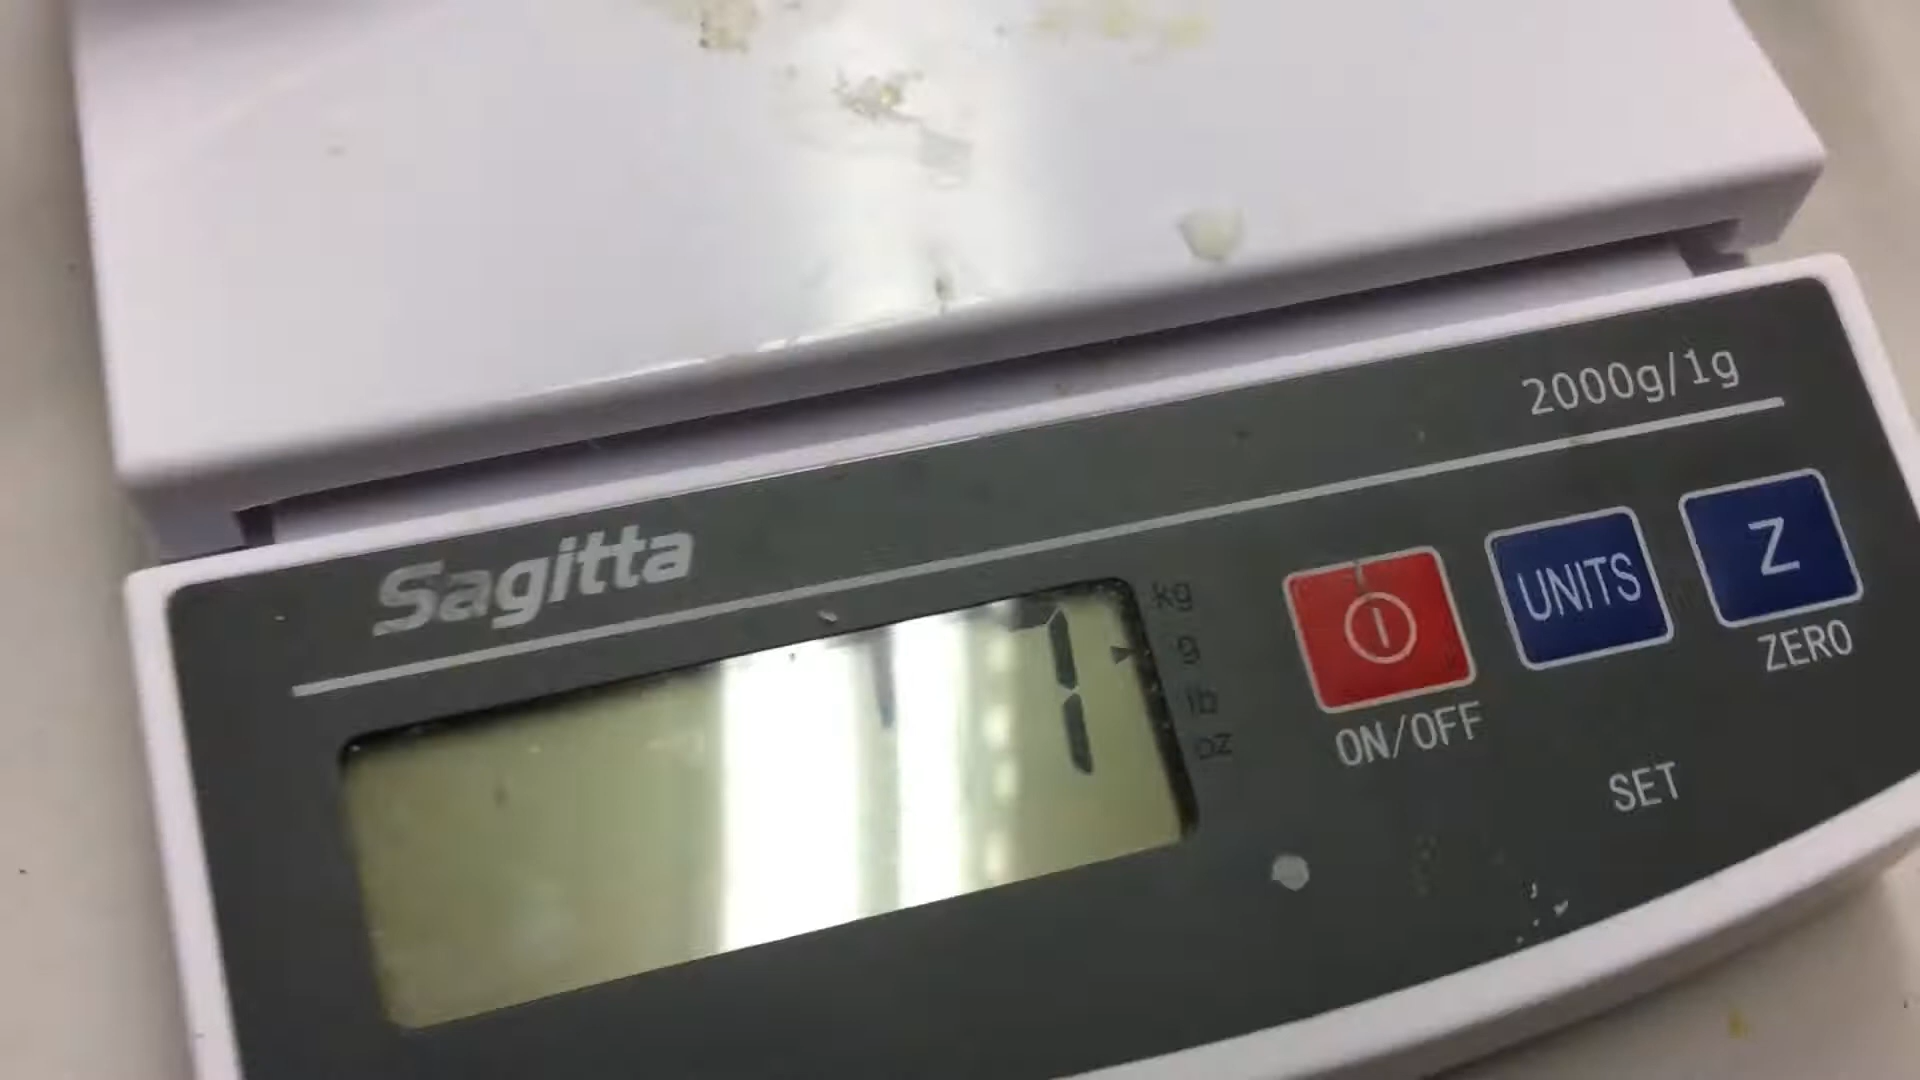 2000g/1g
Sagitta
1
kg
g
lb
oz
ON/OFF
UNITS
Z
ZERO
SET